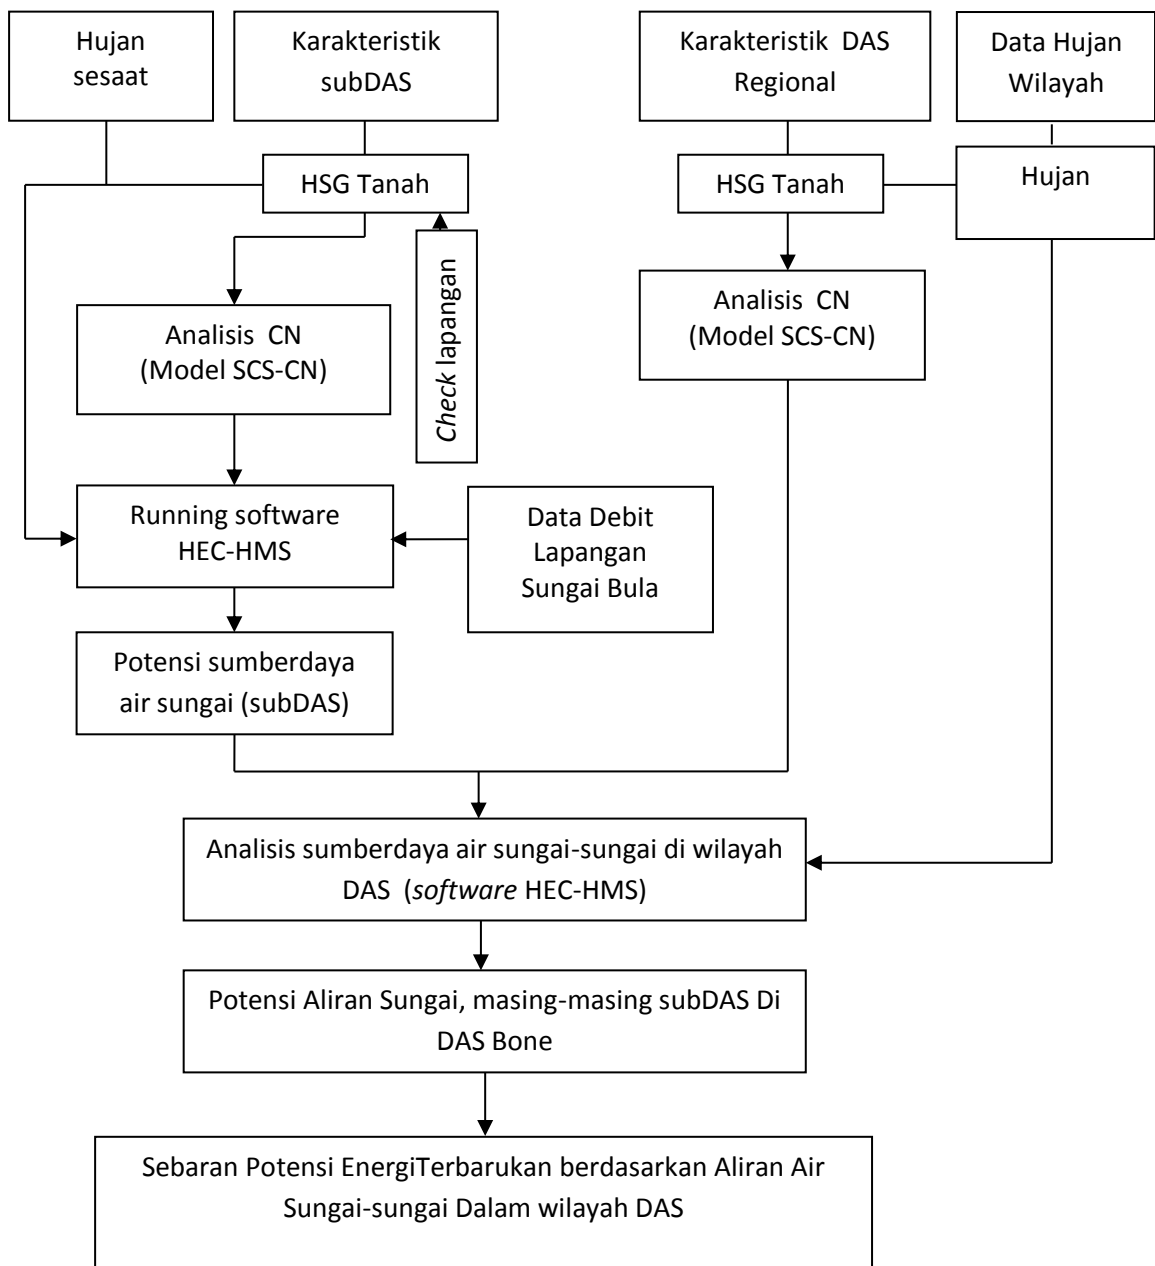 Hujan
sesaat
Karakteristik
subDAS
Karakteristik DAS
Regional
Data Hujan
Wilayah
HSG Tanah
HSG Tanah
Hujan
Check lapangan
Analisis CN
(Model SCS-CN)
Analisis CN
(Model SCS-CN)
Running software
HEC-HMS
Data Debit
Lapangan
Sungai Bula
Potensi sumberdaya
air sungai (subDAS)
Analisis sumberdaya air sungai-sungai di wilayah
DAS (software HEC-HMS)
Potensi Aliran Sungai, masing-masing subDAS Di
DAS Bone
Sebaran Potensi EnergiTerbarukan berdasarkan Aliran Air
Sungai-sungai Dalam wilayah DAS